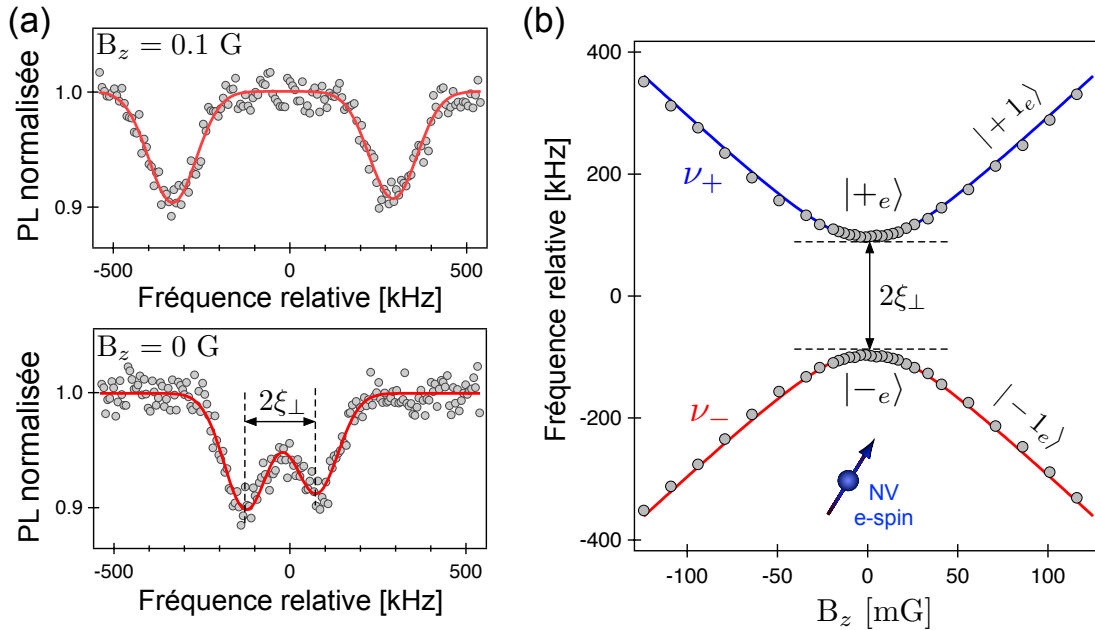 (a)
B_z = 0.1 G
PL normalisée
1.0
0.9
-500
0
500
Fréquence relative [kHz]
B_z = 0 G
2ξ⊥
PL normalisée
1.0
0.9
-500
0
500
Fréquence relative [kHz]
(b)
Fréquence relative [kHz]
400
200
0
-200
-400
ν+
|+1e⟩
|+e⟩
2ξ⊥
|−e⟩
ν−
|−1e⟩
NV
e-spin
-100
-50
0
50
100
B_z [mG]